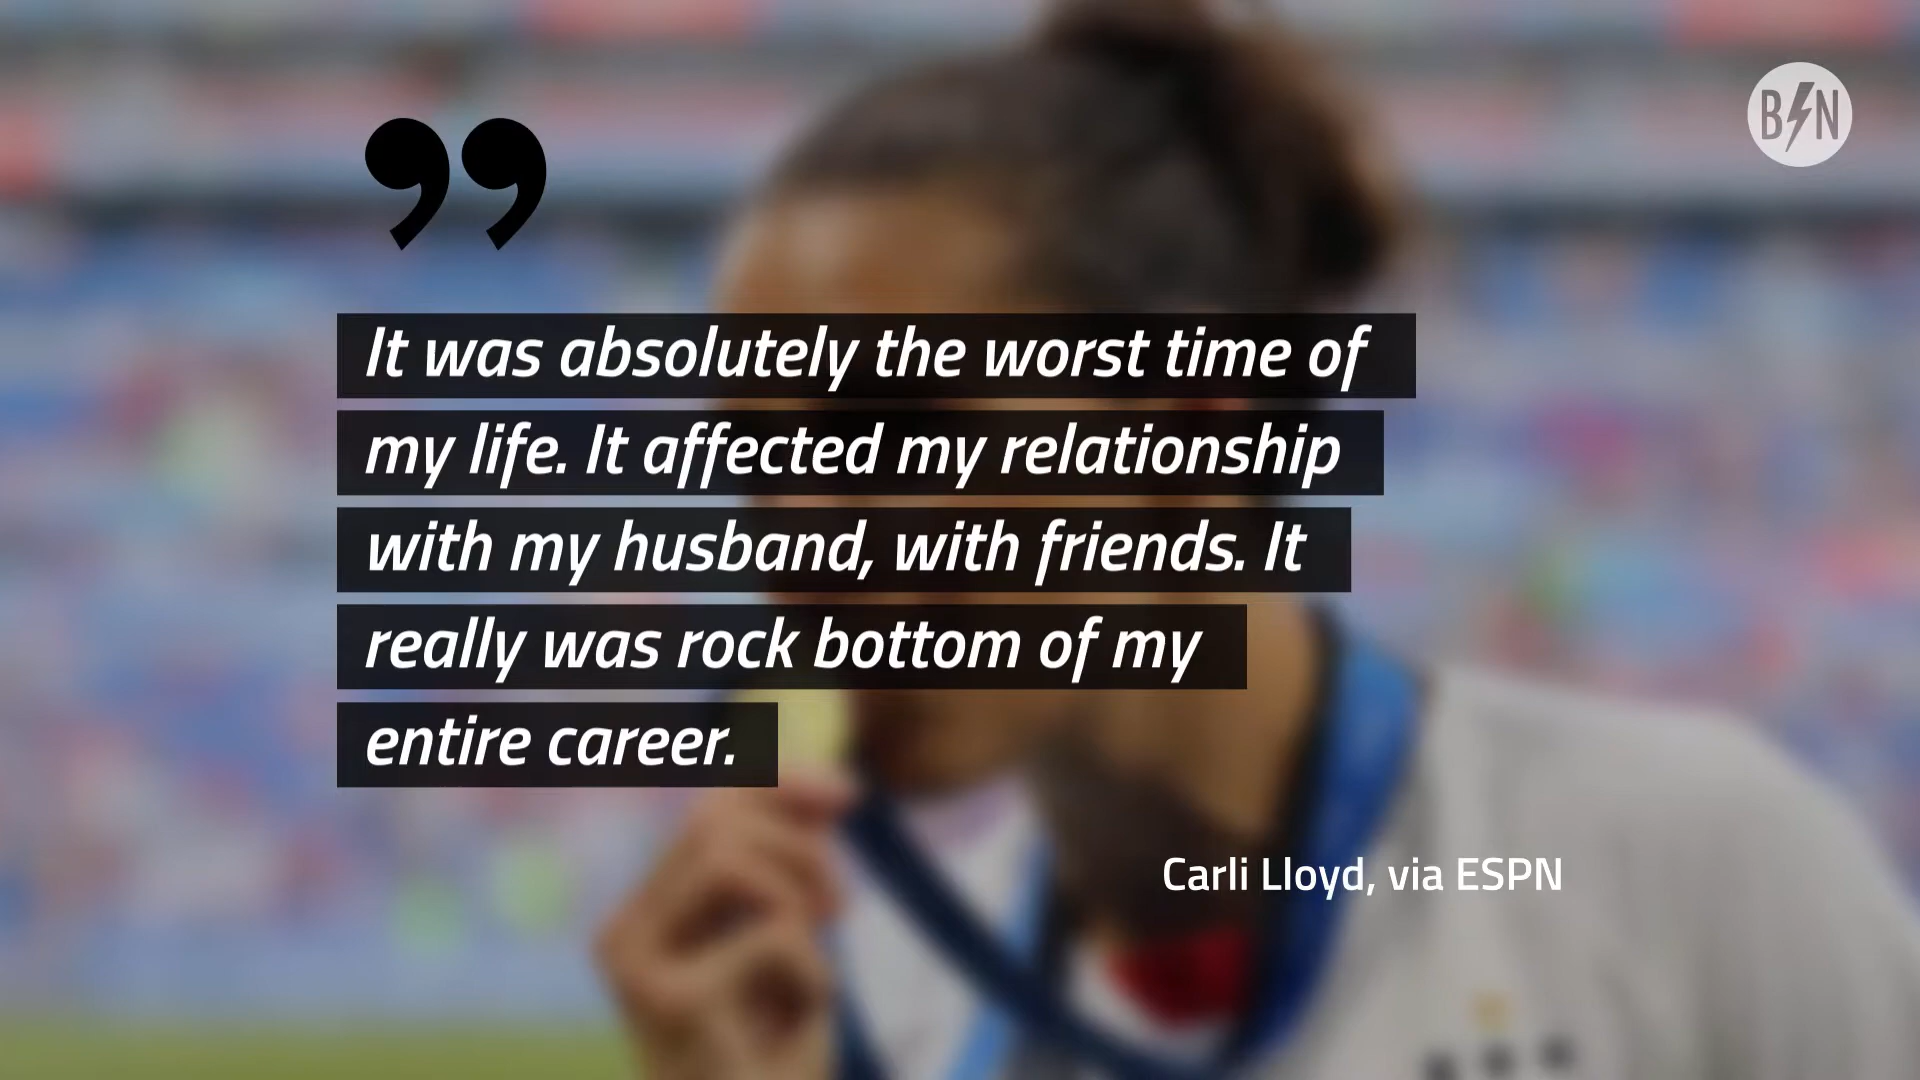 BN
”
It was absolutely the worst time of
my life. It affected my relationship
with my husband, with friends. It
really was rock bottom of my
entire career.
Carli Lloyd, via ESPN